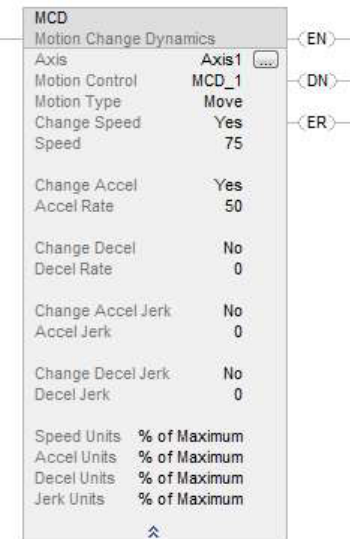 MCD
Motion Change Dynamics (EN)
Axis Axis1 ...
Motion Control MCD_1 (DN)
Motion Type Move
Change Speed Yes (ER)
Speed 75
Change Accel Yes
Accel Rate 50
Change Decel No
Decel Rate 0
Change Accel Jerk No
Accel Jerk 0
Change Decel Jerk No
Decel Jerk 0
Speed Units % of Maximum
Accel Units % of Maximum
Decel Units % of Maximum
Jerk Units % of Maximum